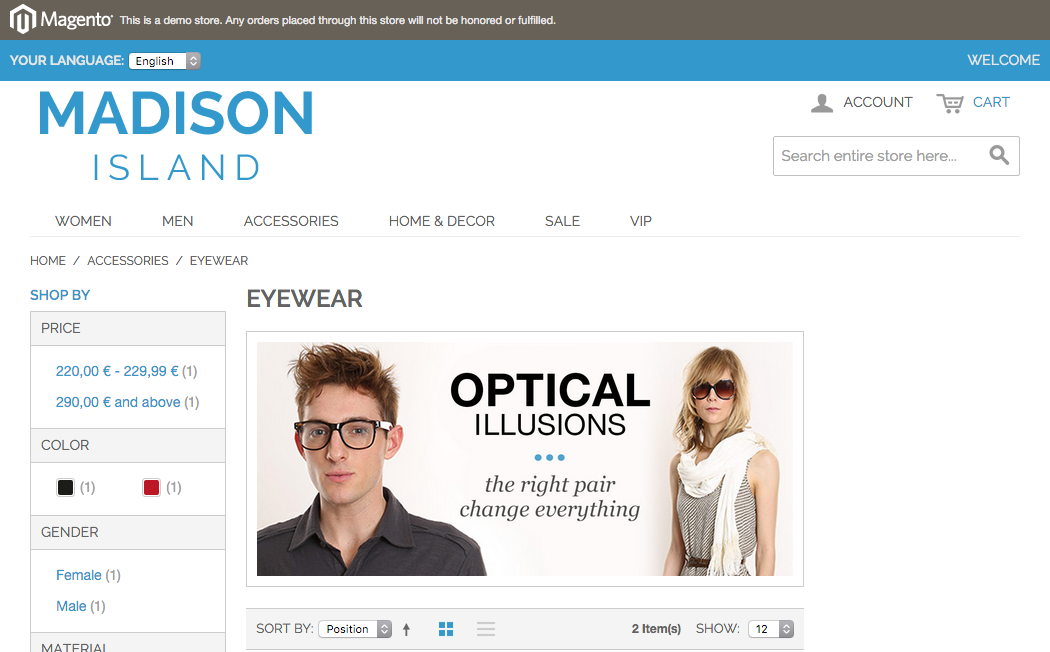 Magento This is a demo store. Any orders placed through this store will not be honored or fulfilled.
YOUR LANGUAGE: English WELCOME
MADISON
ISLAND
ACCOUNT CART
Search entire store here...
WOMEN MEN ACCESSORIES HOME & DECOR SALE VIP
HOME / ACCESSORIES / EYEWEAR
SHOP BY
EYEWEAR
PRICE
220,00 € - 229,99 € (1)
290,00 € and above (1)
COLOR
(1) (1)
GENDER
Female (1)
Male (1)
MATERIAL
OPTICAL
ILLUSIONS
the right pair
change everything
SORT BY: Position 2 Item(s) SHOW: 12